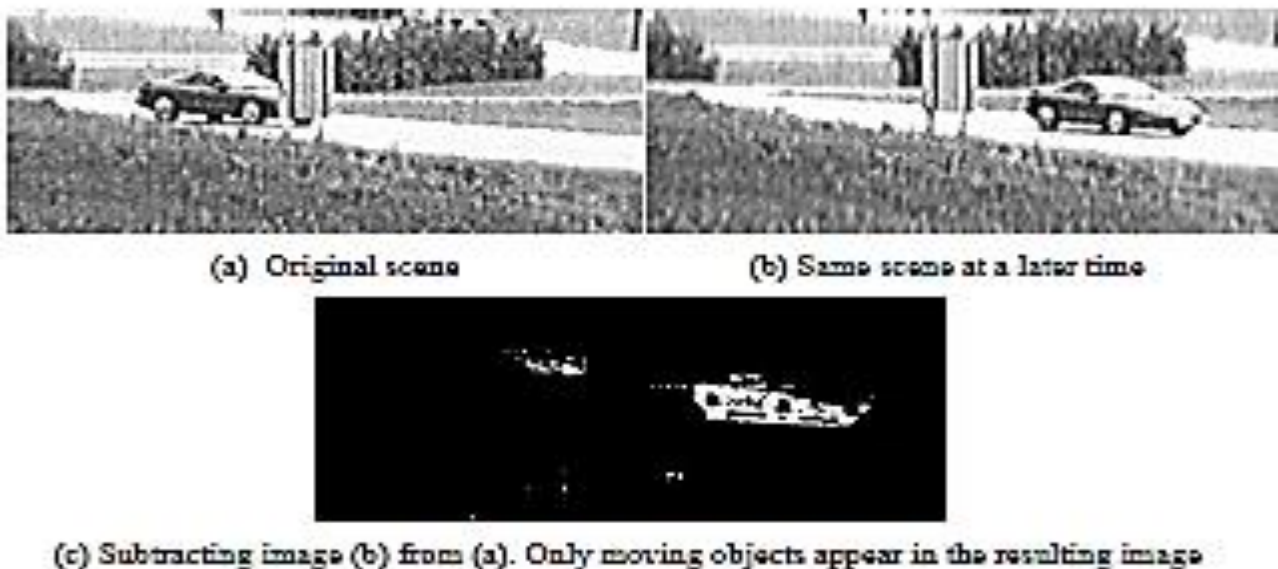 (a) Original scene
(b) Same scene at a later time
(c) Subtracting image (b) from (a). Only moving objects appear in the resulting image